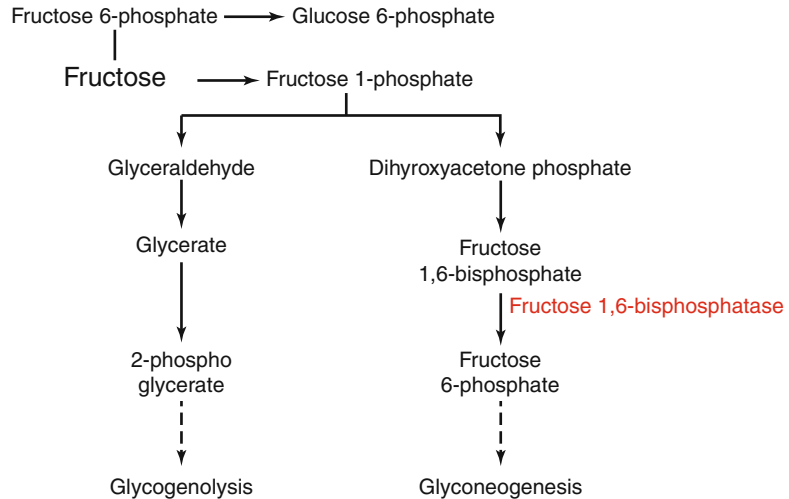 Fructose 6-phosphate
Glucose 6-phosphate
Fructose
Fructose 1-phosphate
Glyceraldehyde
Dihyroxyacetone phosphate
Glycerate
Fructose
1,6-bisphosphate
Fructose 1,6-bisphosphatase
2-phospho
glycerate
Fructose
6-phosphate
Glycogenolysis
Glyconeogenesis